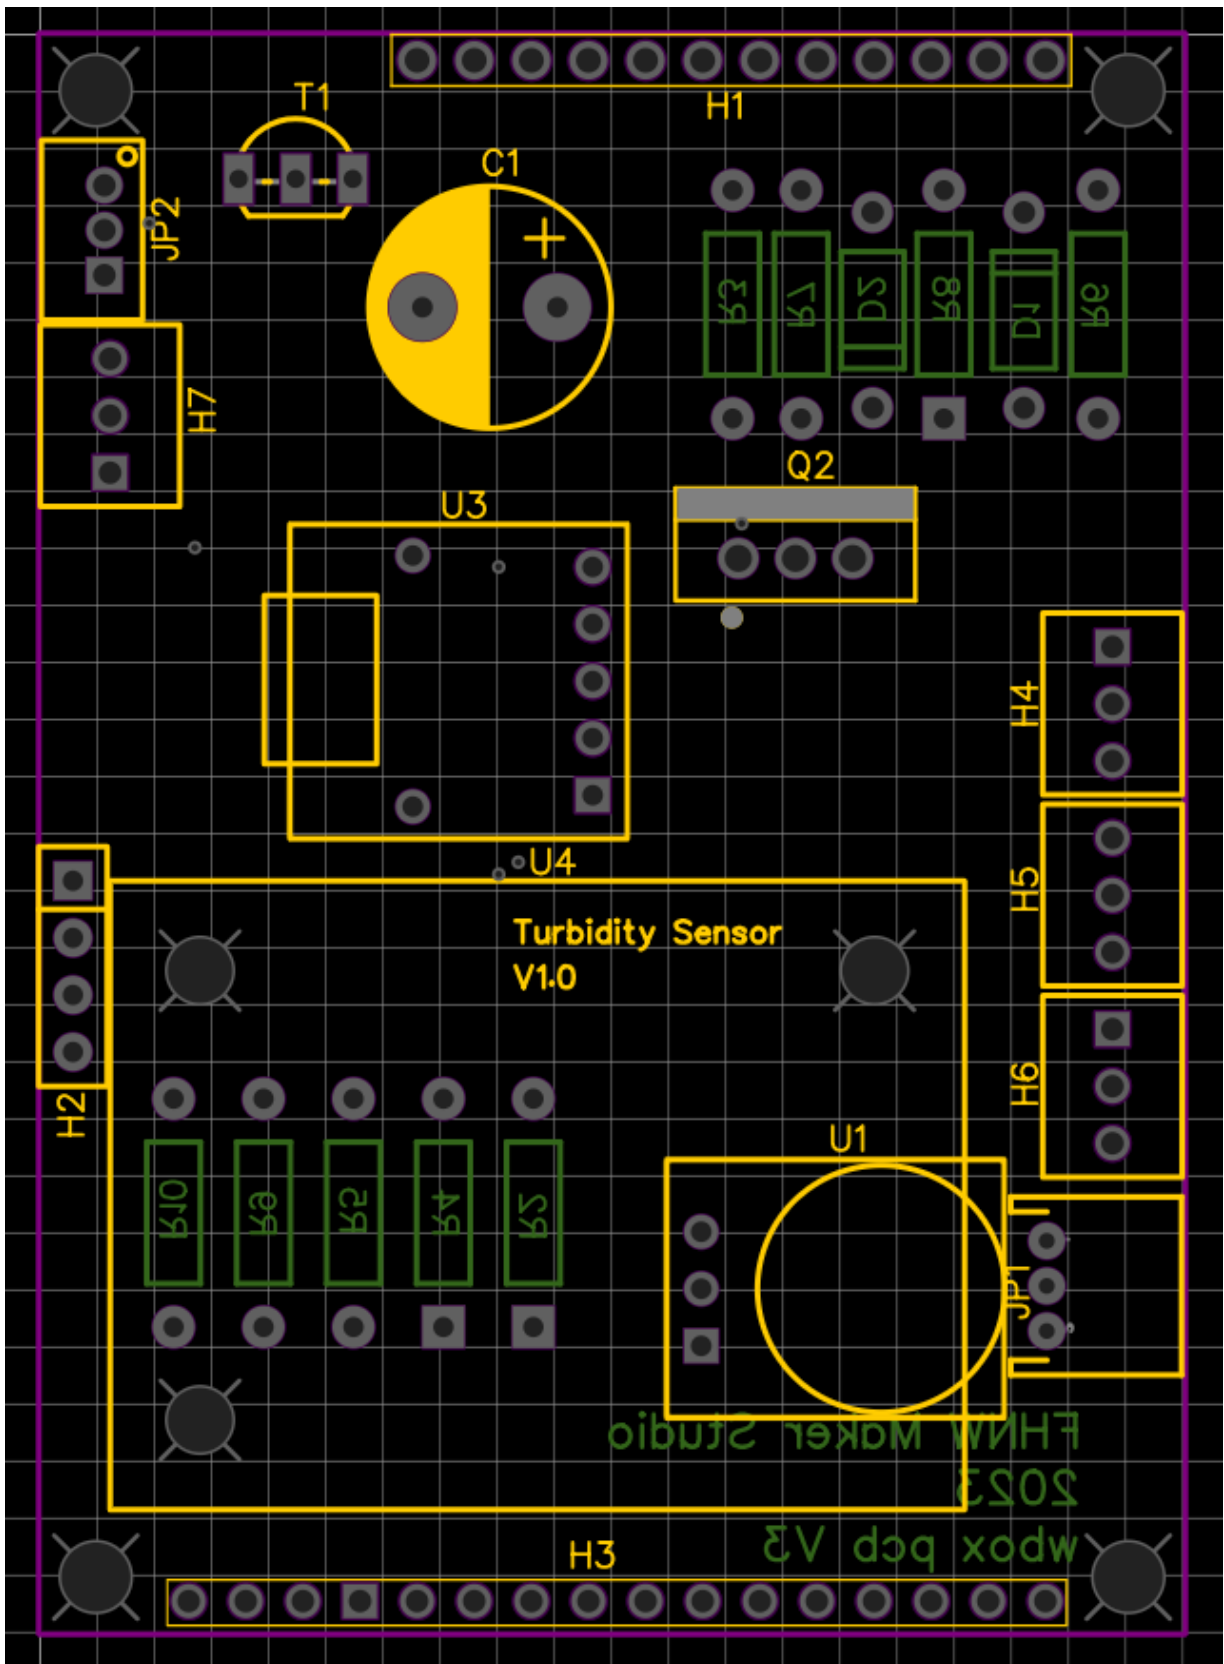 H1
T1
C1
JP2
R3
R7
D2
R8
D1
R6
H7
Q2
U3
H4
U4
H5
Turbidity Sensor
V1.0
H6
H2
U1
R10
R9
R5
R4
R2
JP1
FHNW Maker Studio
2023
wbox pcb V3
H3